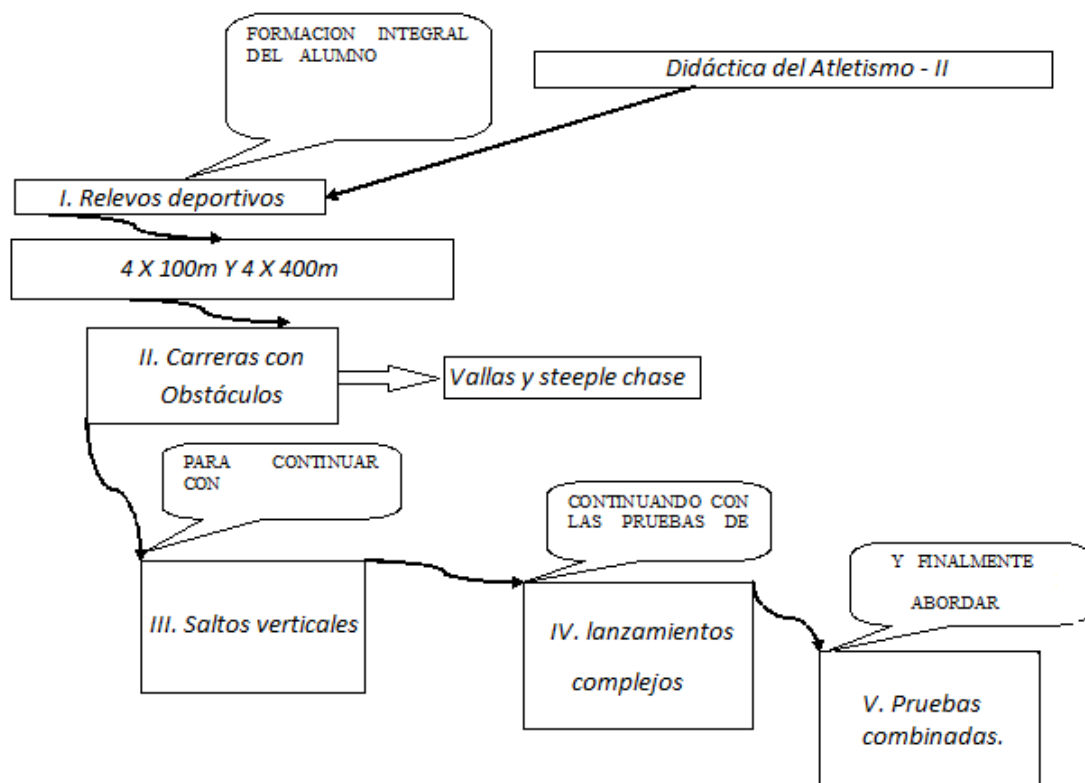 FORMACION INTEGRAL
DEL ALUMNO
Didáctica del Atletismo - II
I. Relevos deportivos
4 X 100m Y 4 X 400m
II. Carreras con
Obstáculos
Vallas y steeple chase
PARA CONTINUAR
CON
III. Saltos verticales
CONTINUANDO CON
LAS PRUEBAS DE
IV. lanzamientos
complejos
Y FINALMENTE
ABORDAR
V. Pruebas
combinadas.